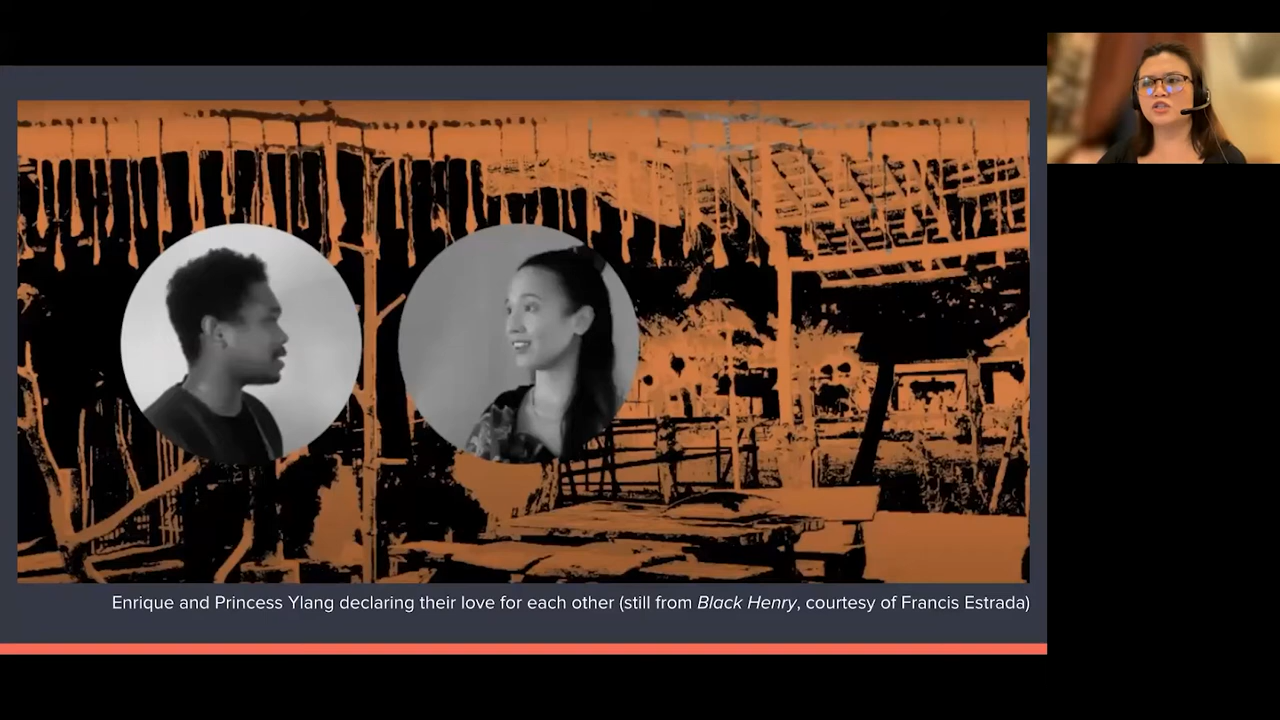 Enrique and Princess Ylang declaring their love for each other (still from Black Henry, courtesy of Francis Estrada)